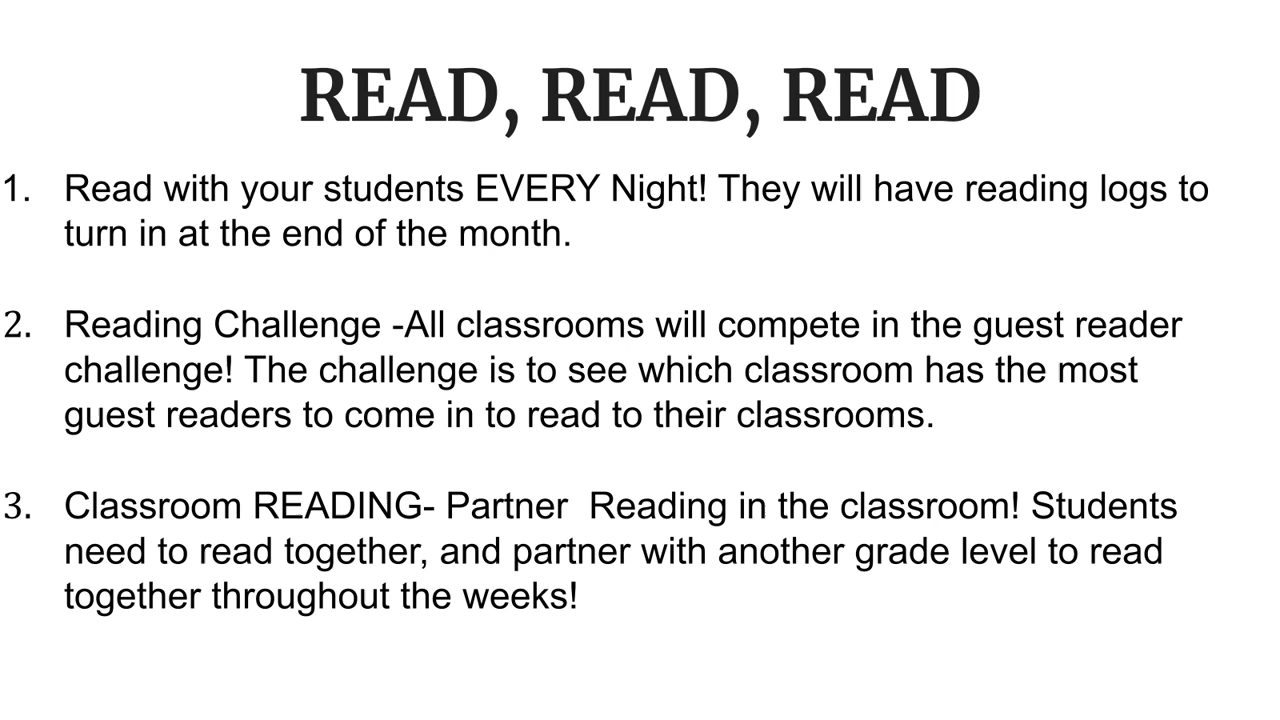 READ, READ, READ
1. Read with your students EVERY Night! They will have reading logs to
turn in at the end of the month.
2. Reading Challenge -All classrooms will compete in the guest reader
challenge! The challenge is to see which classroom has the most
guest readers to come in to read to their classrooms.
3. Classroom READING- Partner  Reading in the classroom! Students
need to read together, and partner with another grade level to read
together throughout the weeks!